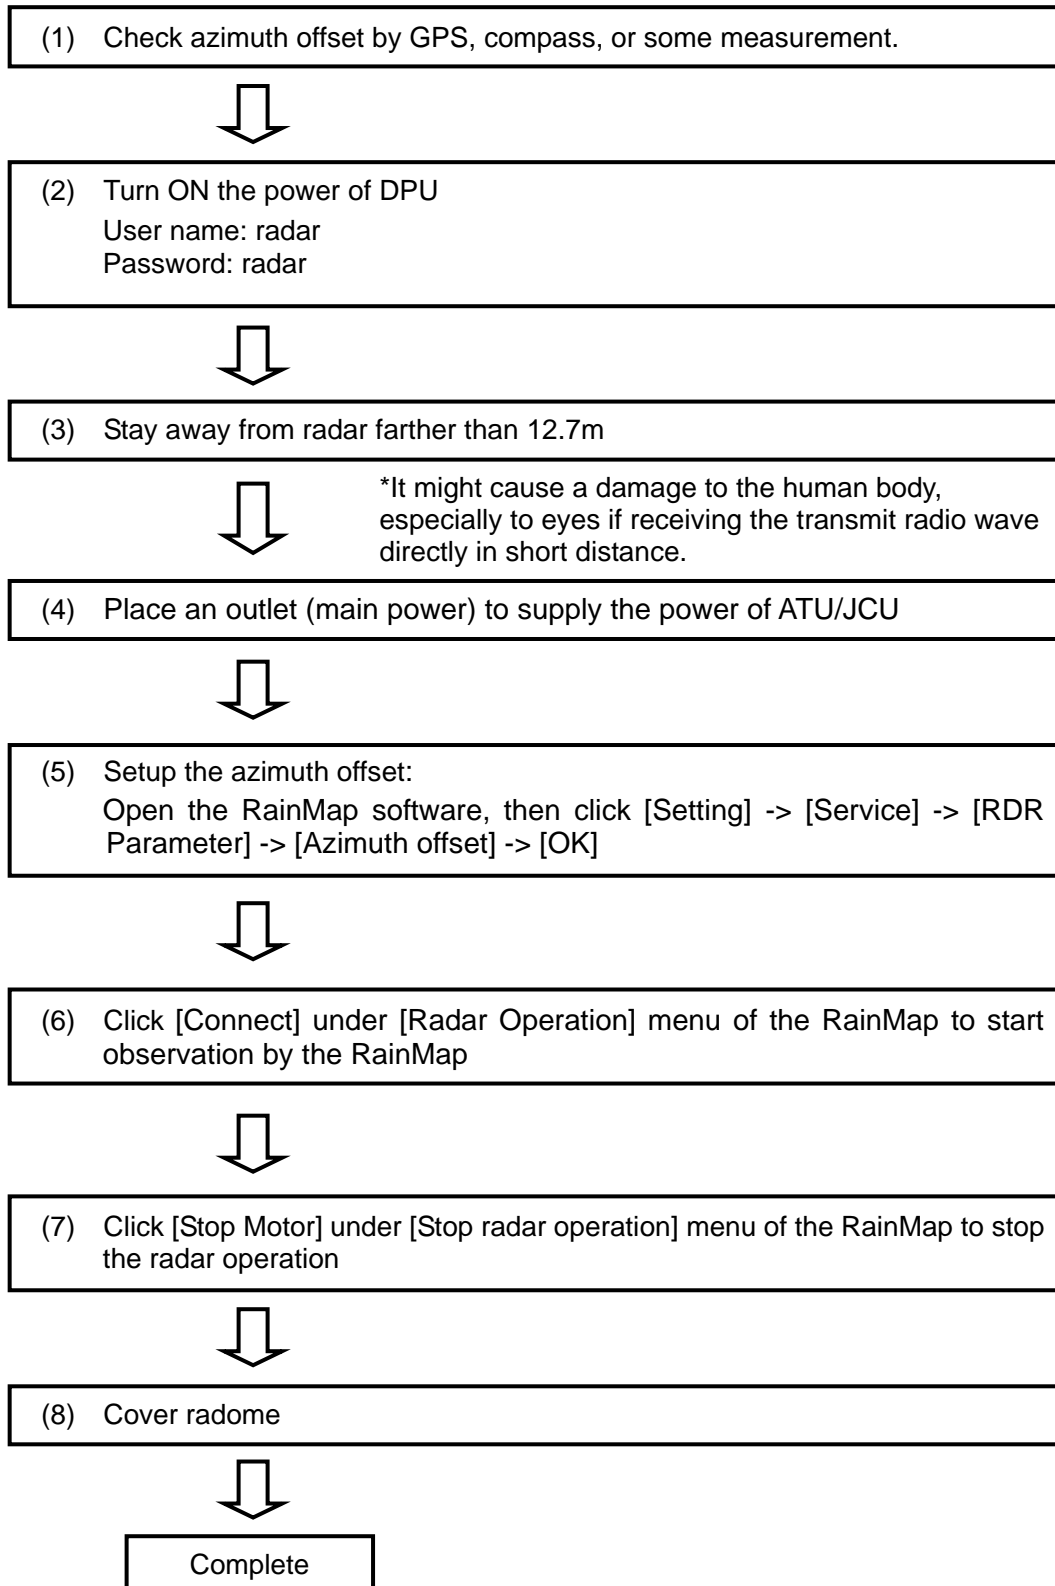 (1) Check azimuth offset by GPS, compass, or some measurement.
(2) Turn ON the power of DPU
User name: radar
Password: radar
(3) Stay away from radar farther than 12.7m
*It might cause a damage to the human body,
especially to eyes if receiving the transmit radio wave
directly in short distance.
(4) Place an outlet (main power) to supply the power of ATU/JCU
(5) Setup the azimuth offset:
Open the RainMap software, then click [Setting] -> [Service] -> [RDR
Parameter] -> [Azimuth offset] -> [OK]
(6) Click [Connect] under [Radar Operation] menu of the RainMap to start
observation by the RainMap
(7) Click [Stop Motor] under [Stop radar operation] menu of the RainMap to stop
the radar operation
(8) Cover radome
Complete